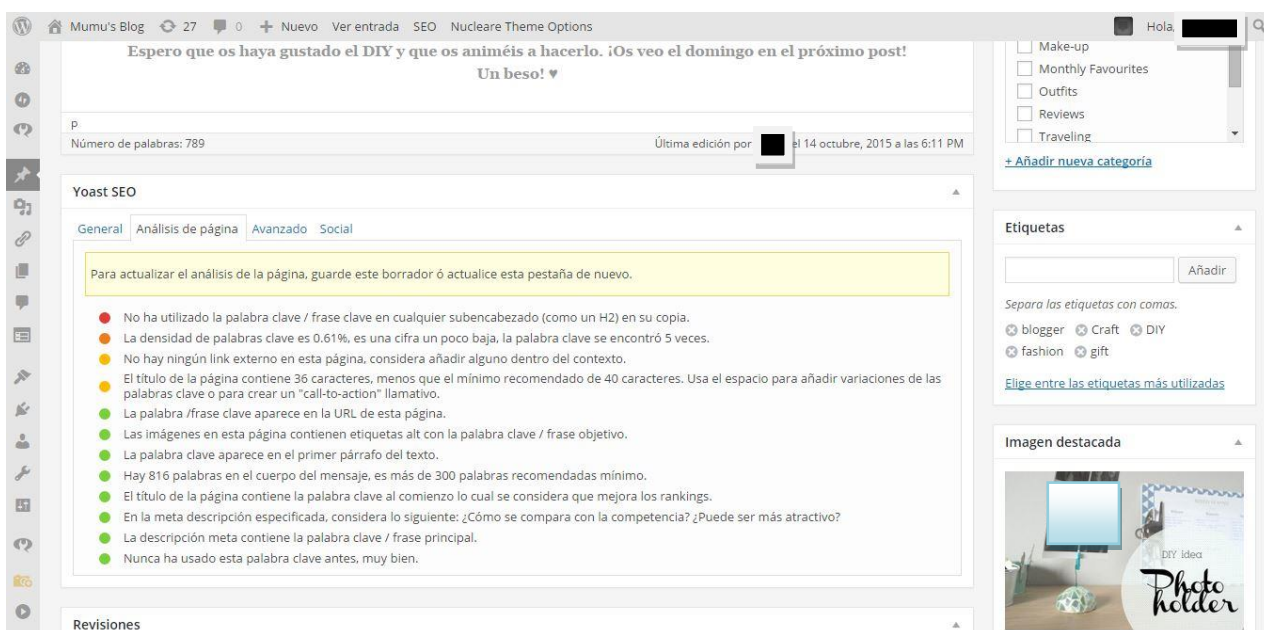 Mumu's Blog 27 0 + Nuevo Ver entrada SEO Nucleare Theme Options Hola,
Espero que os haya gustado el DIY y que os animéis a hacerlo. ¡Os veo el domingo en el próximo post!
Un beso! ♥
p
Número de palabras: 789 Última edición por el 14 octubre, 2015 a las 6:11 PM
Yoast SEO
General Análisis de página Avanzado Social
Para actualizar el análisis de la página, guarde este borrador ó actualice esta pestaña de nuevo.
No ha utilizado la palabra clave / frase clave en cualquier subencabezado (como un H2) en su copia.
La densidad de palabras clave es 0.61%, es una cifra un poco baja, la palabra clave se encontró 5 veces.
No hay ningún link externo en esta página, considera añadir alguno dentro del contexto.
El título de la página contiene 36 caracteres, menos que el mínimo recomendado de 40 caracteres. Usa el espacio para añadir variaciones de las
palabras clave o para crear un "call-to-action" llamativo.
La palabra /frase clave aparece en la URL de esta página.
Las imágenes en esta página contienen etiquetas alt con la palabra clave / frase objetivo.
La palabra clave aparece en el primer párrafo del texto.
Hay 816 palabras en el cuerpo del mensaje, es más de 300 palabras recomendadas mínimo.
El título de la página contiene la palabra clave al comienzo lo cual se considera que mejora los rankings.
En la meta descripción especificada, considera lo siguiente: ¿Cómo se compara con la competencia? ¿Puede ser más atractivo?
La descripción meta contiene la palabra clave / frase principal.
Nunca ha usado esta palabra clave antes, muy bien.
Revisiones
Make-up
Monthly Favourites
Outfits
Reviews
Traveling
+ Añadir nueva categoría
Etiquetas
Añadir
Separa las etiquetas con comas.
blogger Craft DIY
fashion gift
Elige entre las etiquetas más utilizadas
Imagen destacada
DIY idea
Photo
holder